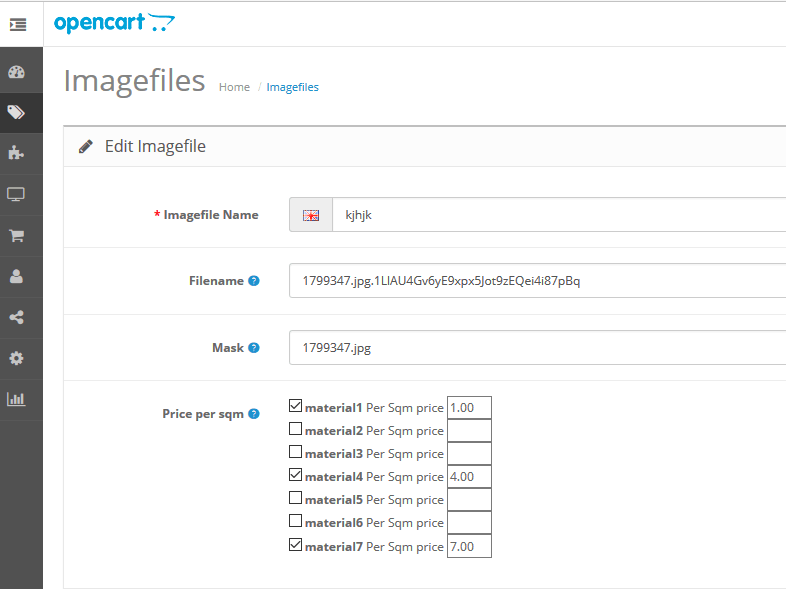 opencart
Imagefiles Home / Imagefiles
Edit Imagefile
* Imagefile Name kjhjk
Filename ? 1799347.jpg.1LIAU4Gv6yE9xpx5Jot9zEQei4i87pBq
Mask ? 1799347.jpg
Price per sqm ? material1 Per Sqm price 1.00
material2 Per Sqm price
material3 Per Sqm price
material4 Per Sqm price 4.00
material5 Per Sqm price
material6 Per Sqm price
material7 Per Sqm price 7.00